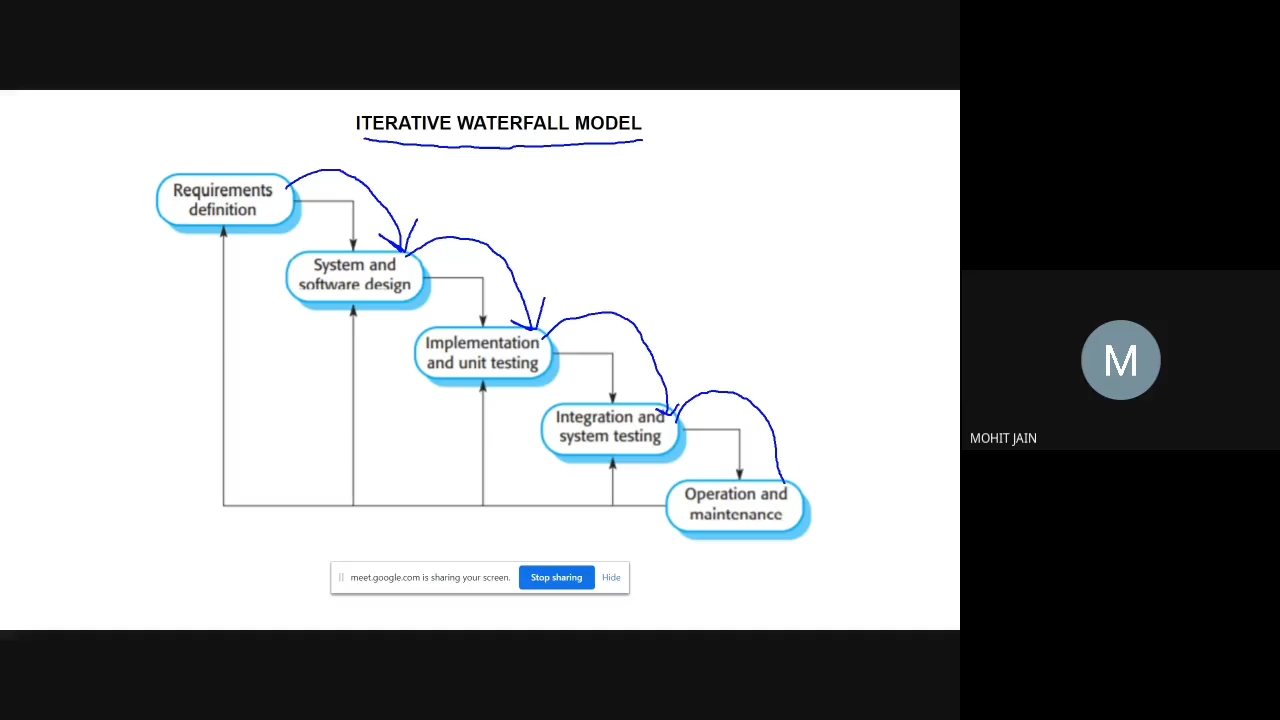 ITERATIVE WATERFALL MODEL
Requirements
definition
System and
software design
Implementation
and unit testing
Integration and
system testing
Operation and
maintenance
meet.google.com is sharing your screen. Stop sharing Hide
M
MOHIT JAIN